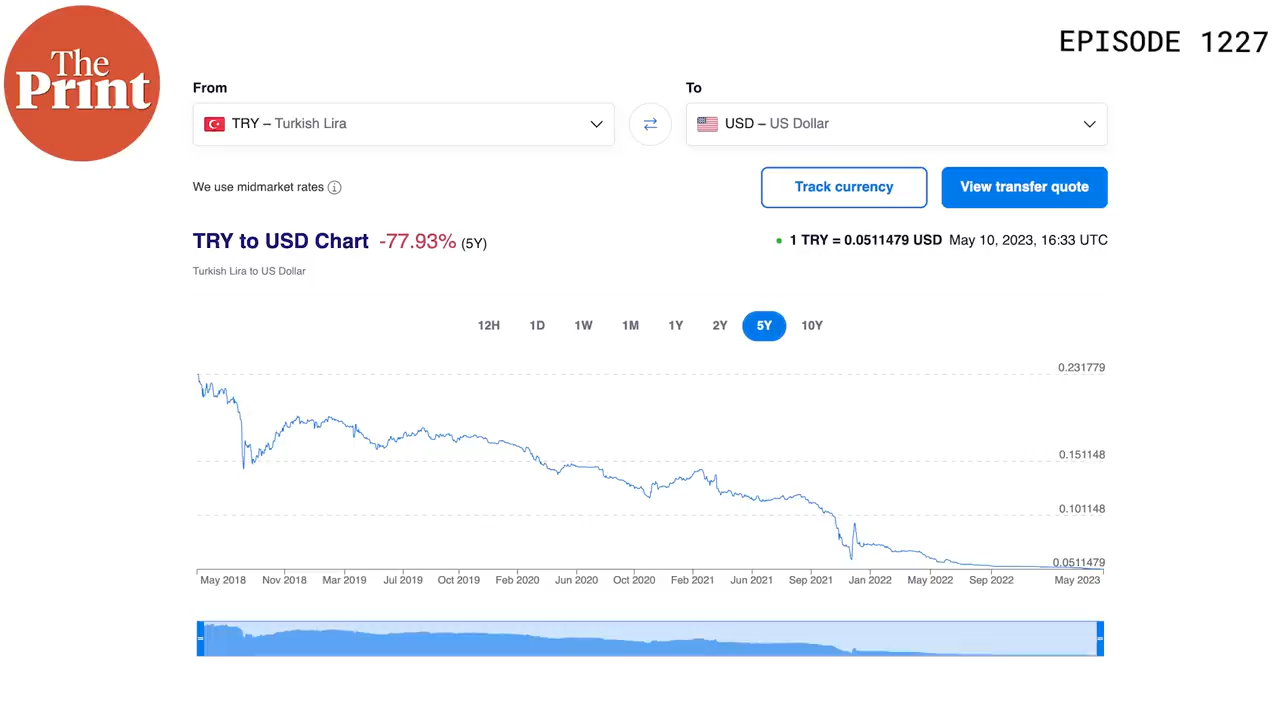 The
Print
EPISODE 1227
From
To
TRY – Turkish Lira
USD – US Dollar
We use midmarket rates
Track currency
View transfer quote
TRY to USD Chart -77.93% (5Y)
1 TRY = 0.0511479 USD May 10, 2023, 16:33 UTC
Turkish Lira to US Dollar
12H 1D 1W 1M 1Y 2Y 5Y 10Y
0.231779
0.151148
0.101148
0.0511479
May 2018 Nov 2018 Mar 2019 Jul 2019 Oct 2019 Feb 2020 Jun 2020 Oct 2020 Feb 2021 Jun 2021 Sep 2021 Jan 2022 May 2022 Sep 2022 May 2023